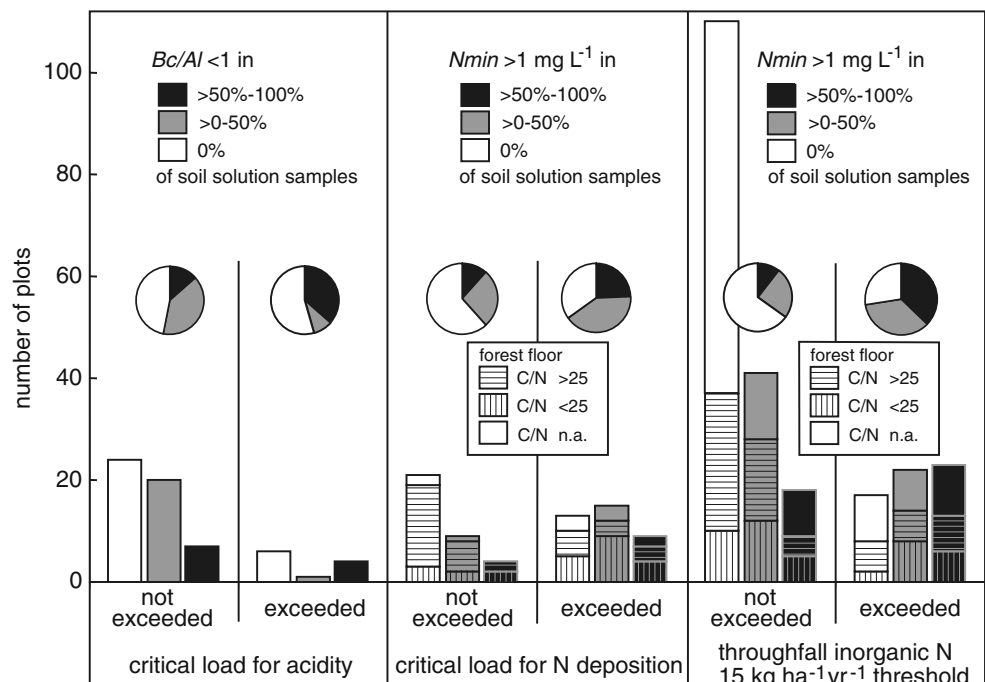 number of plots
100
80
60
40
20
0
Bc/Al <1 in
>50%-100%
>0-50%
0%
of soil solution samples
not exceeded
exceeded
critical load for acidity
Nmin >1 mg L-1 in
>50%-100%
>0-50%
0%
of soil solution samples
forest floor
C/N >25
C/N <25
C/N n.a.
not exceeded
exceeded
critical load for N deposition
Nmin >1 mg L-1 in
>50%-100%
>0-50%
0%
of soil solution samples
forest floor
C/N >25
C/N <25
C/N n.a.
not exceeded
exceeded
throughfall inorganic N
15 kg ha-1yr-1 threshold